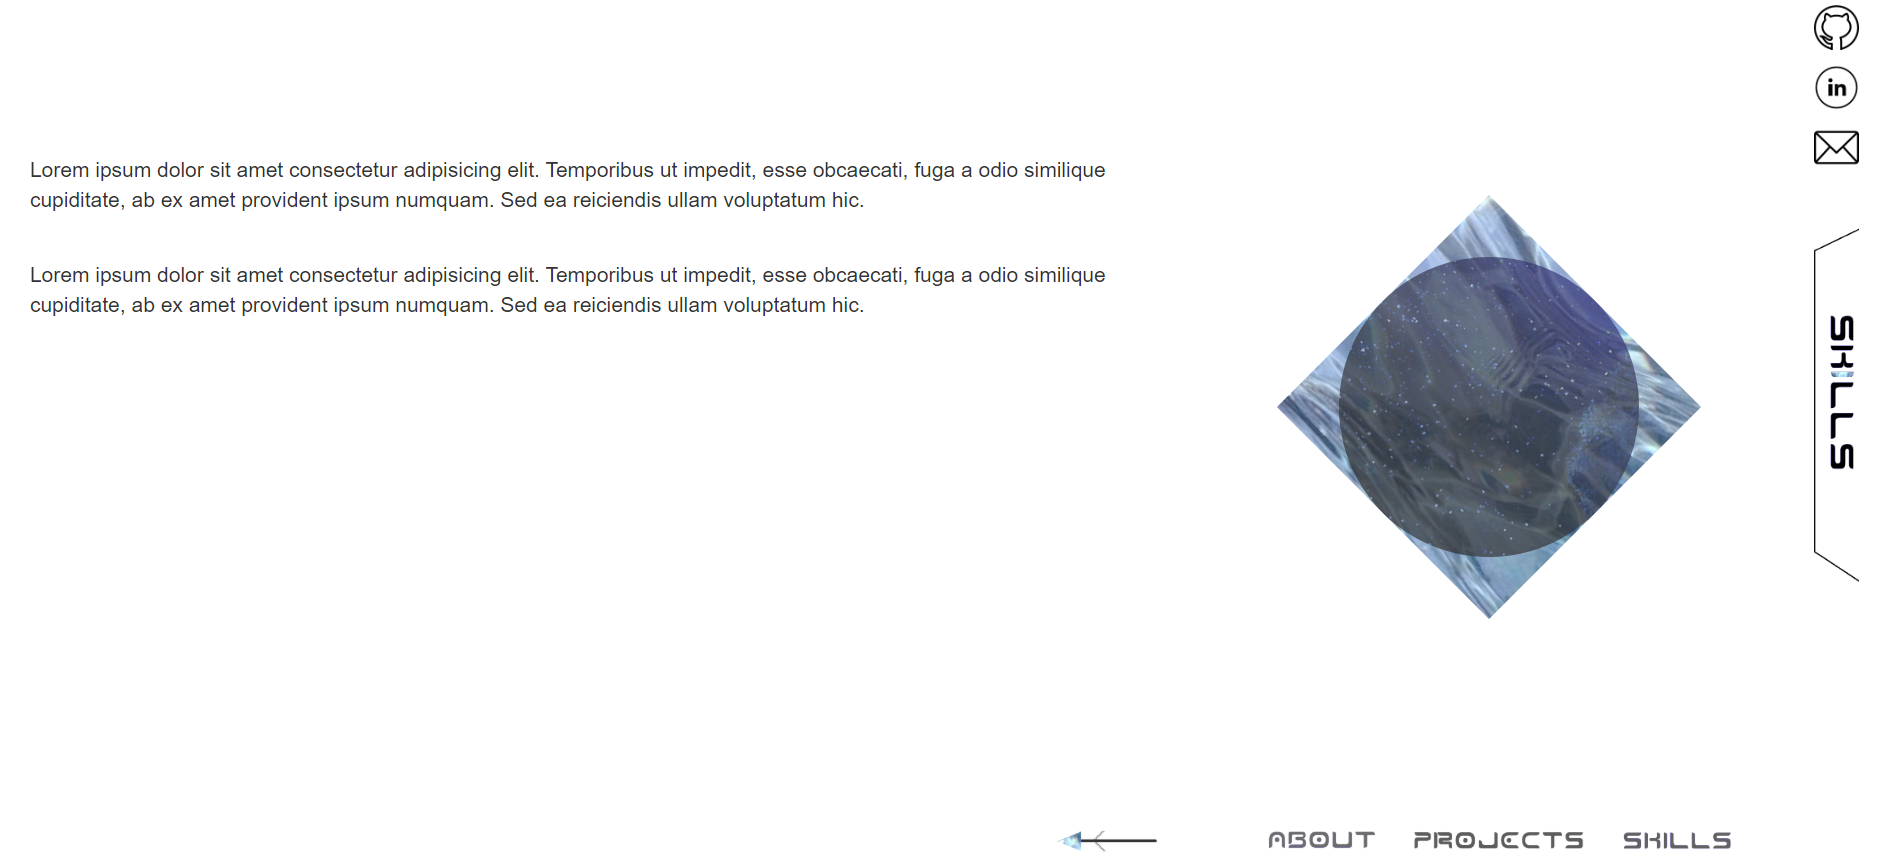 in
Lorem ipsum dolor sit amet consectetur adipisicing elit. Temporibus ut impedit, esse obcaecati, fuga a odio similique
cupiditate, ab ex amet provident ipsum numquam. Sed ea reiciendis ullam voluptatum hic.
Lorem ipsum dolor sit amet consectetur adipisicing elit. Temporibus ut impedit, esse obcaecati, fuga a odio similique
cupiditate, ab ex amet provident ipsum numquam. Sed ea reiciendis ullam voluptatum hic.
SKILLS
ABOUT PROJECTS SKILLS